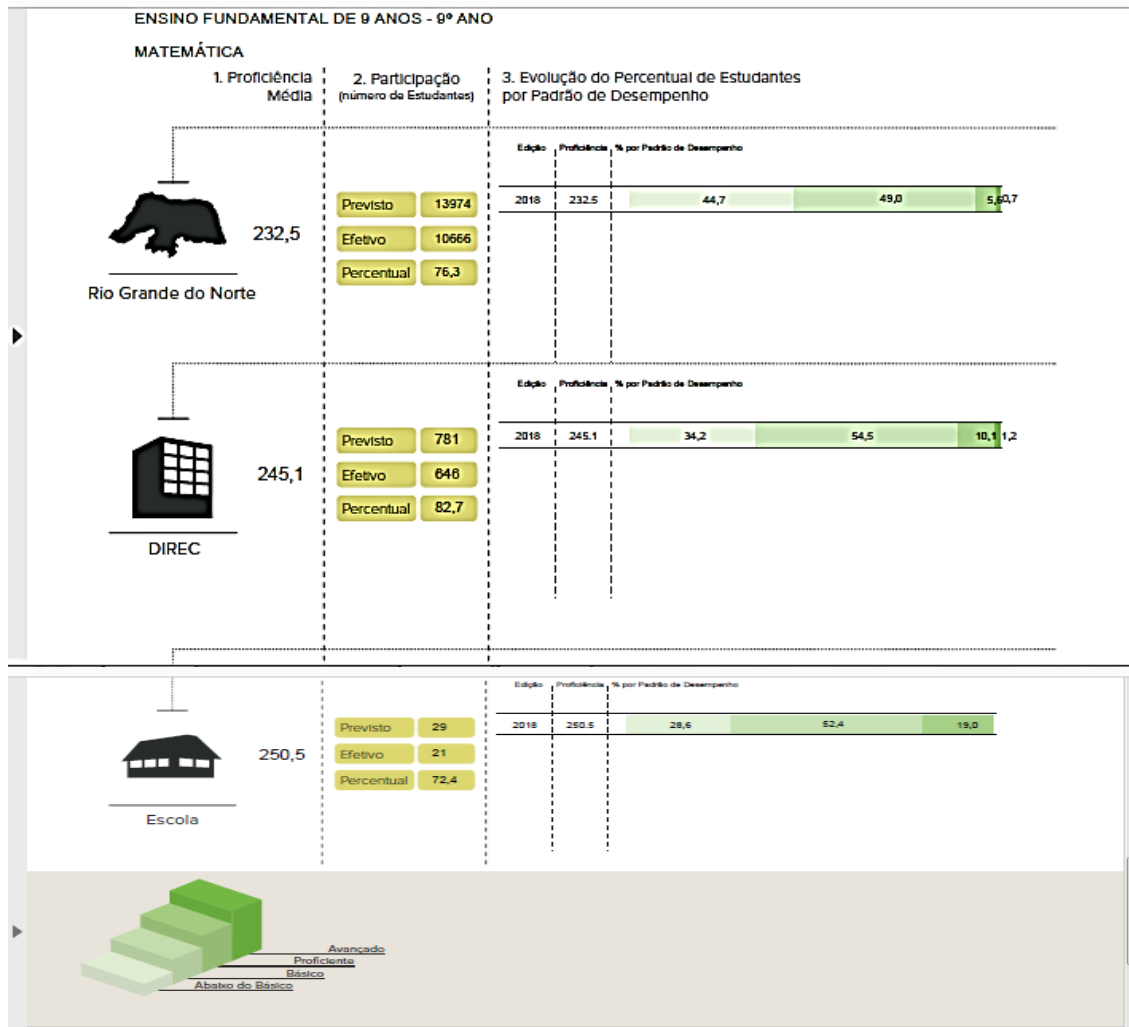 ENSINO FUNDAMENTAL DE 9 ANOS - 9º ANO
MATEMÁTICA
1. Proficiência Média
2. Participação
(número de Estudantes)
3. Evolução do Percentual de Estudantes
por Padrão de Desempenho
Edição Proficiência % por Padrão de Desempenho
2018 232.5 44,7 49,0 5,6 0,7
232,5
Previsto 13974
Efetivo 10666
Percentual 76,3
Rio Grande do Norte
Edição Proficiência % por Padrão de Desempenho
2018 245.1 34,2 54,5 10,1 1,2
245,1
Previsto 781
Efetivo 646
Percentual 82,7
DIREC
Edição Proficiência % por Padrão de Desempenho
2018 250.5 28,6 52,4 19,0
250,5
Previsto 29
Efetivo 21
Percentual 72,4
Escola
Avançado
Proficiente
Básico
Abaixo do Básico